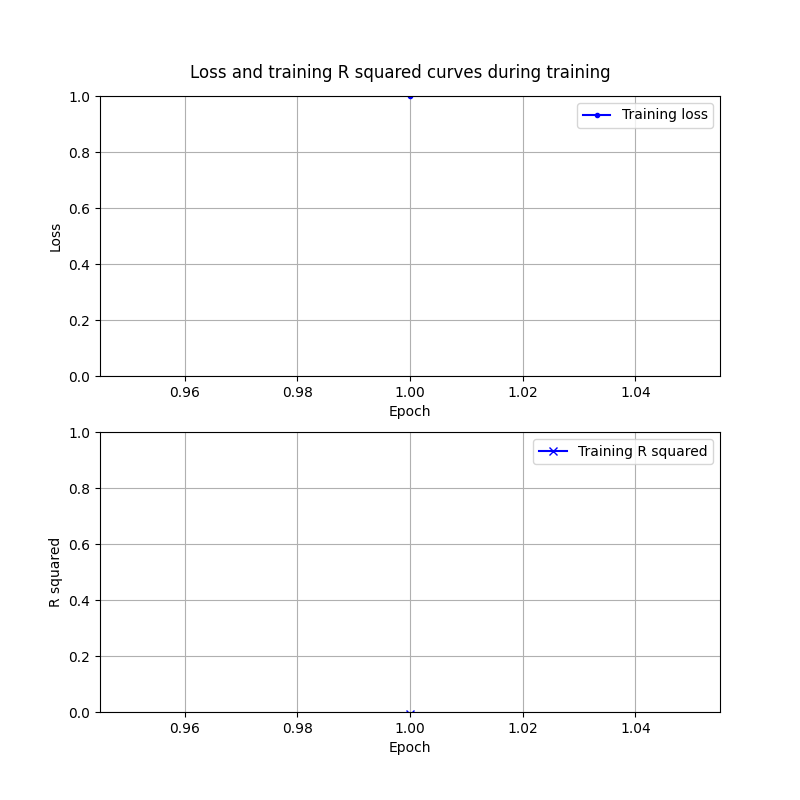 Loss and training R squared curves during training
1.0
Training loss
0.8
0.6
Loss
0.4
0.2
0.0
0.96 0.98 1.00 1.02 1.04
Epoch
1.0
Training R squared
0.8
0.6
R squared
0.4
0.2
0.0
0.96 0.98 1.00 1.02 1.04
Epoch